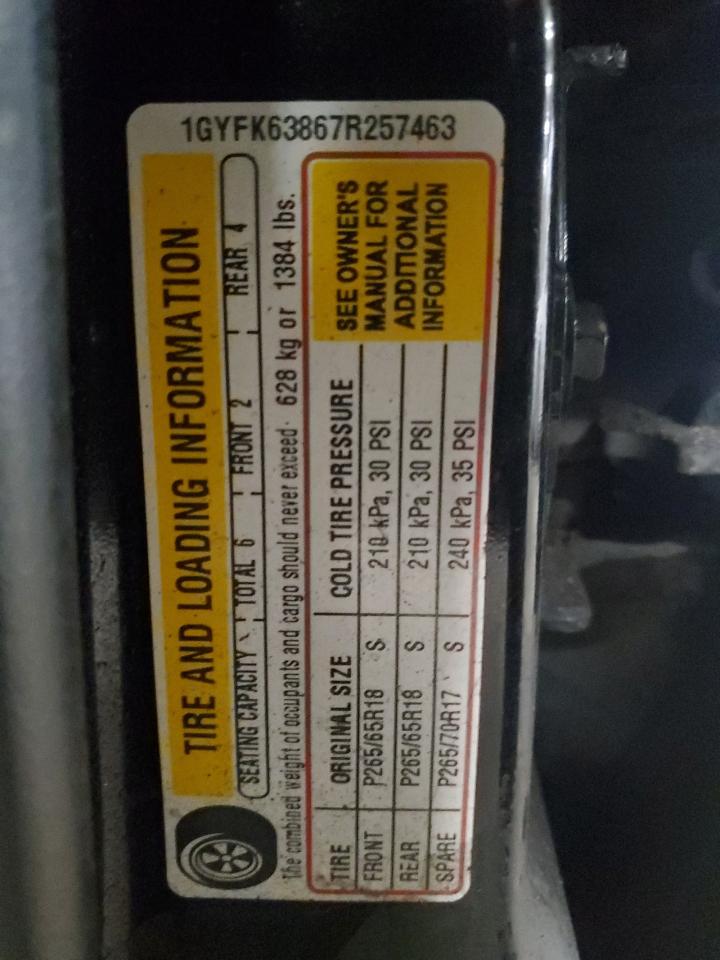 1GYFK63867R257463
TIRE AND LOADING INFORMATION
SEATING CAPACITY TOTAL 6 FRONT 2 REAR 4
The combined weight of occupants and cargo should never exceed 628 kg or 1384 lbs.
TIRE ORIGINAL SIZE COLD TIRE PRESSURE
FRONT P265/65R18 S 210 kPa, 30 PSI
REAR P265/65R18 S 210 kPa, 30 PSI
SPARE P265/70R17 S 240 kPa, 35 PSI
SEE OWNER'S
MANUAL FOR
ADDITIONAL
INFORMATION